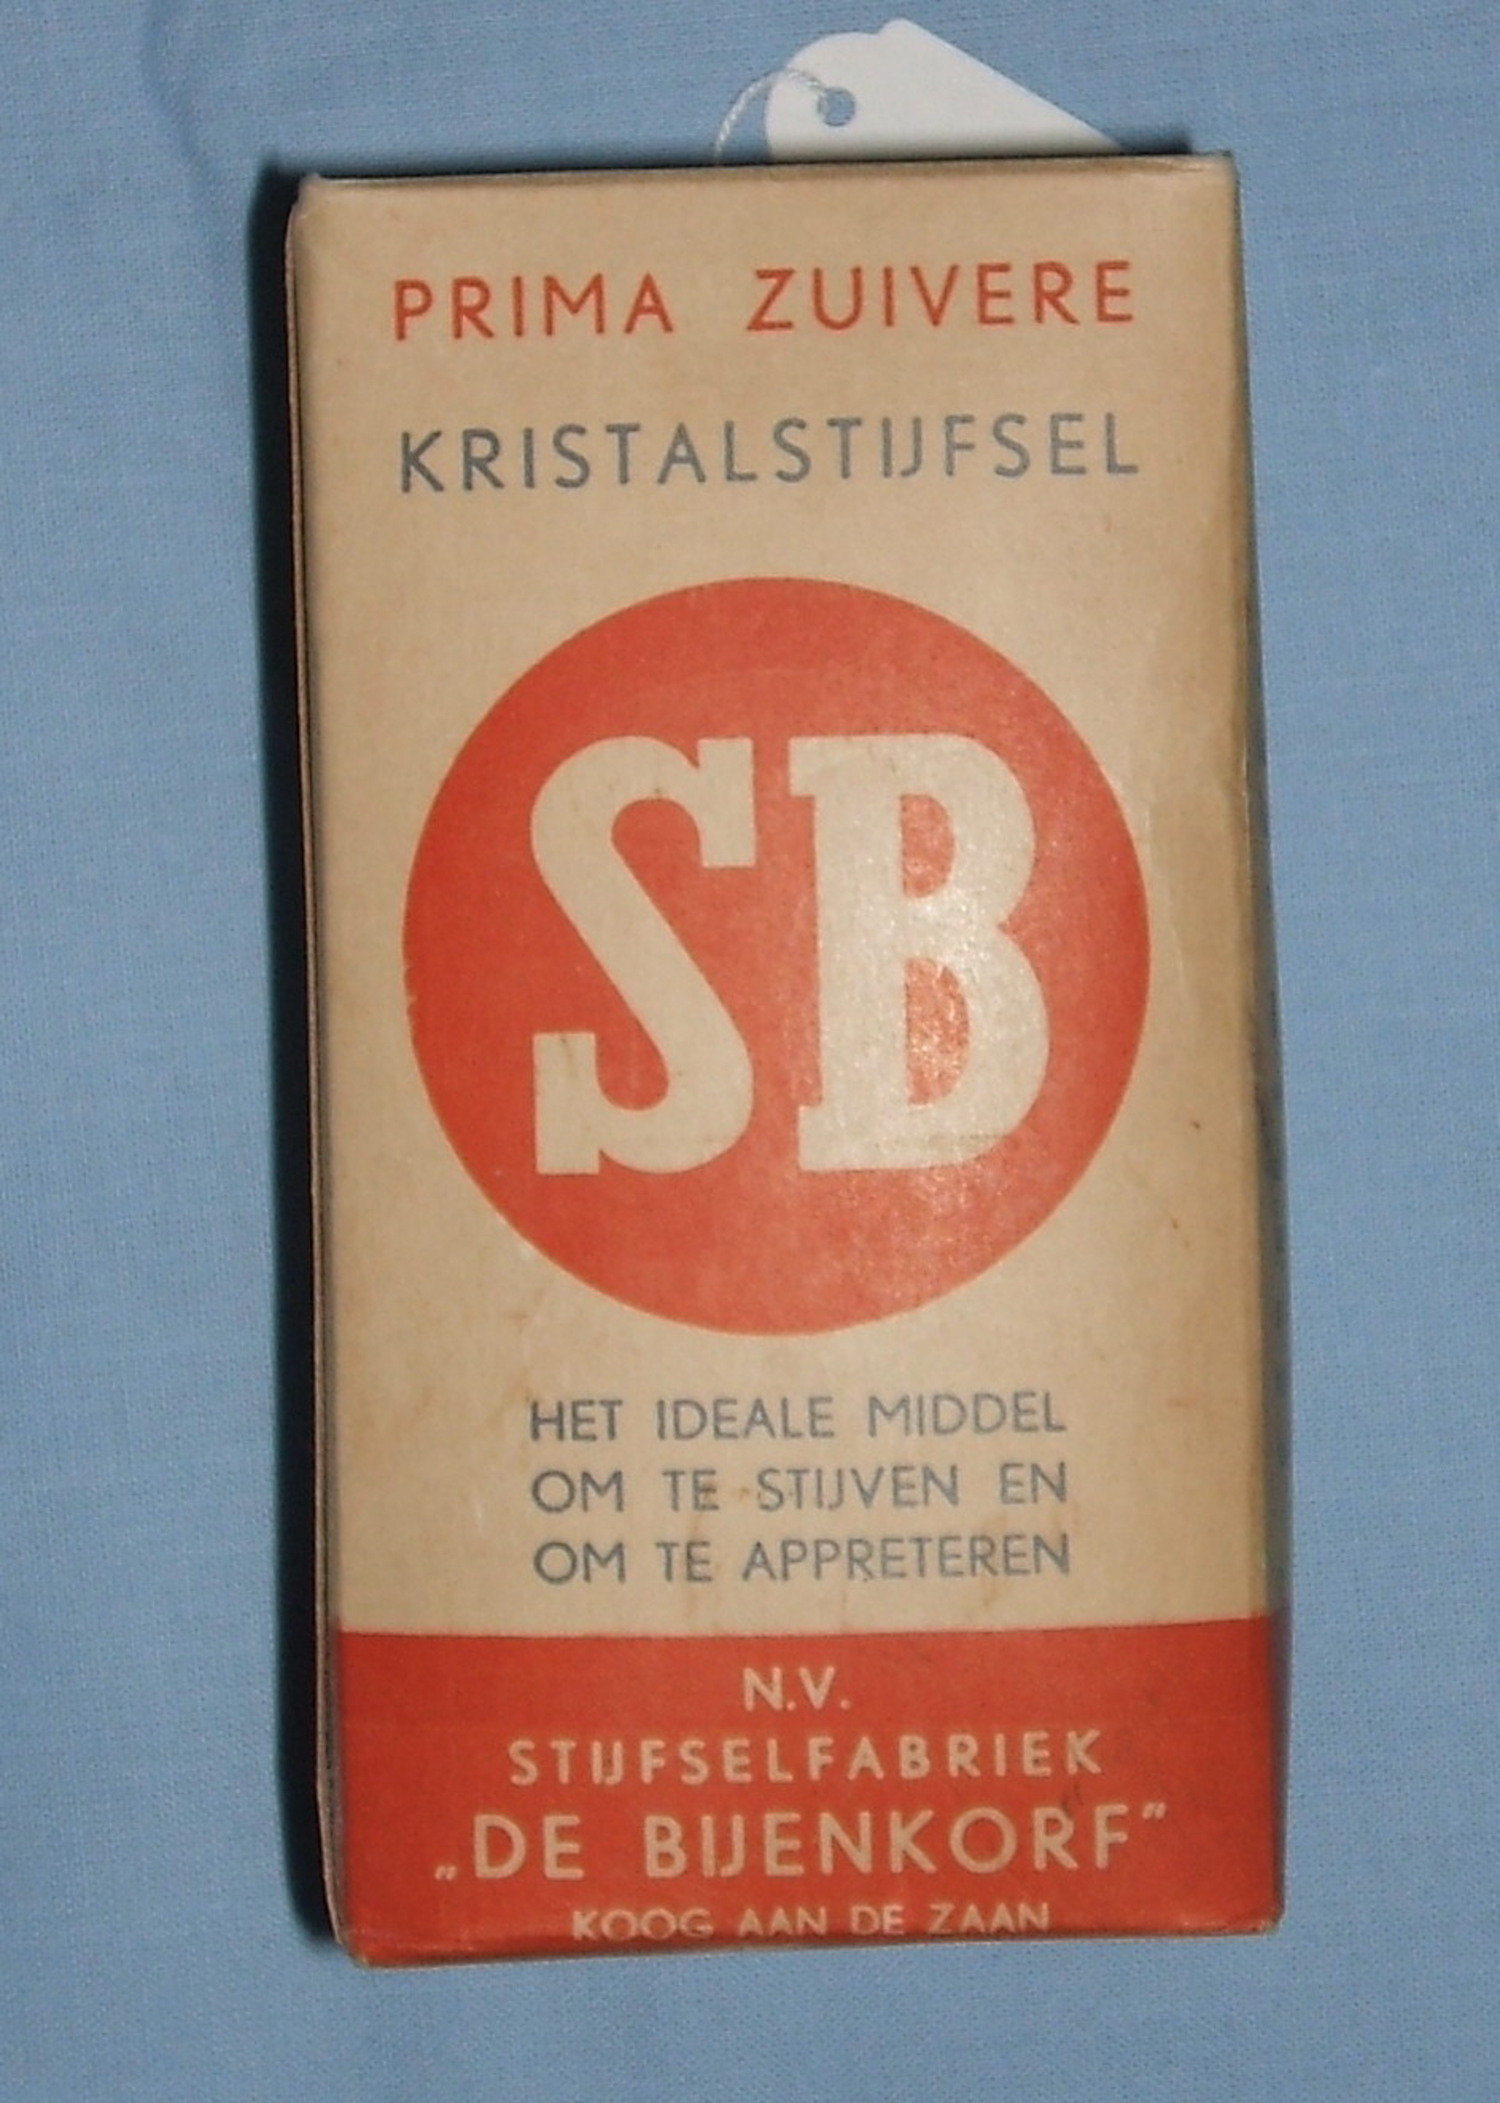 PRIMA ZUIVERE
KRISTALSTIJFSEL
SB
HET IDEALE MIDDEL
OM TE STIJVEN EN
OM TE APPRETEREN
N.V.
STIJFSELFABRIEK
„DE BIJENKORF”
KOOG AAN DE ZAAN